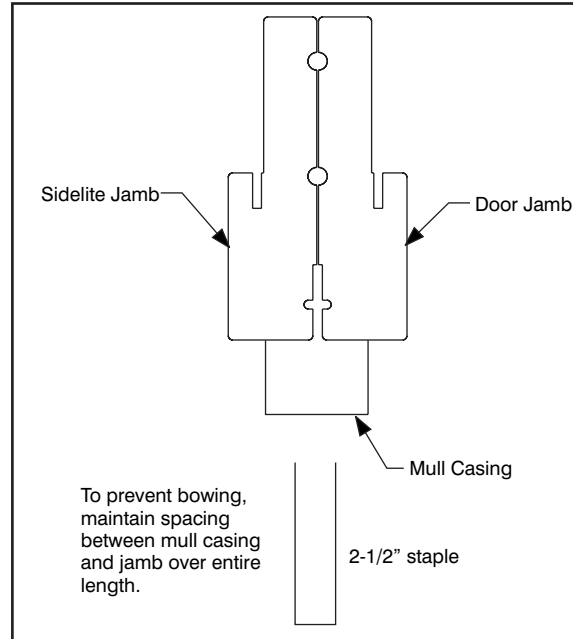 Sidelite Jamb
Door Jamb
Mull Casing
To prevent bowing,
maintain spacing
between mull casing
and jamb over entire
length.
2-1/2” staple